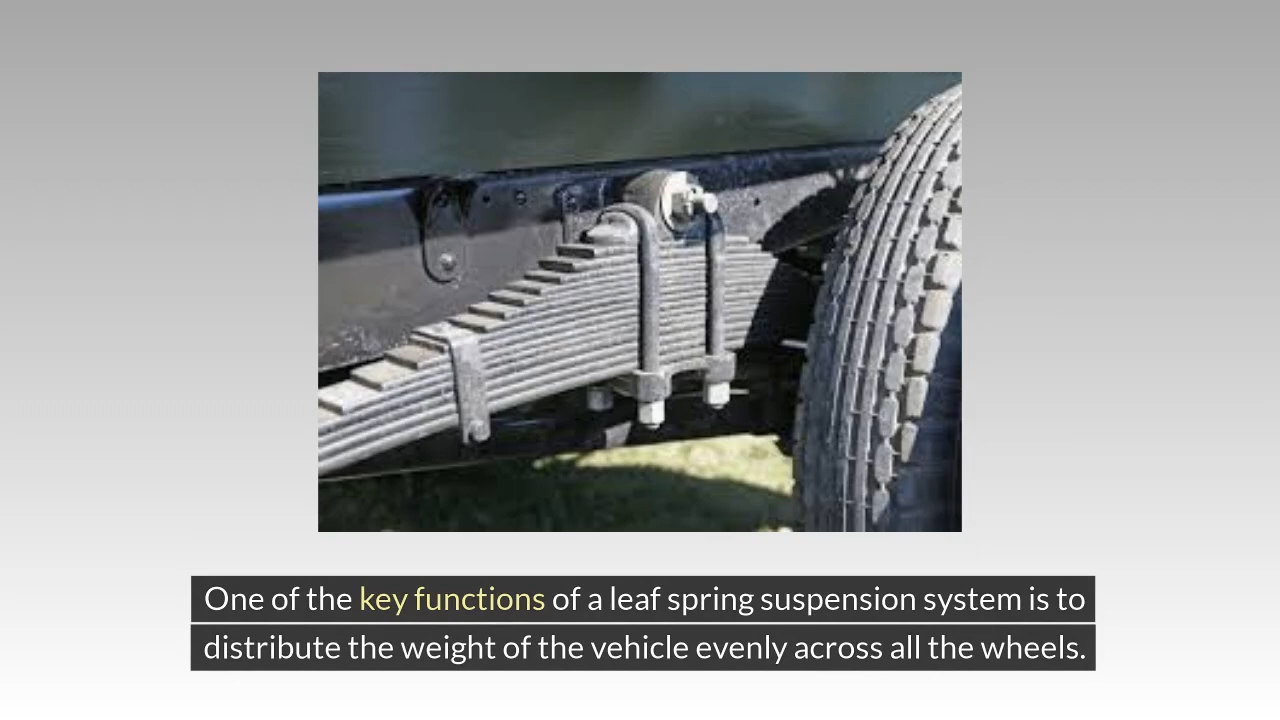 One of the key functions of a leaf spring suspension system is to
distribute the weight of the vehicle evenly across all the wheels.